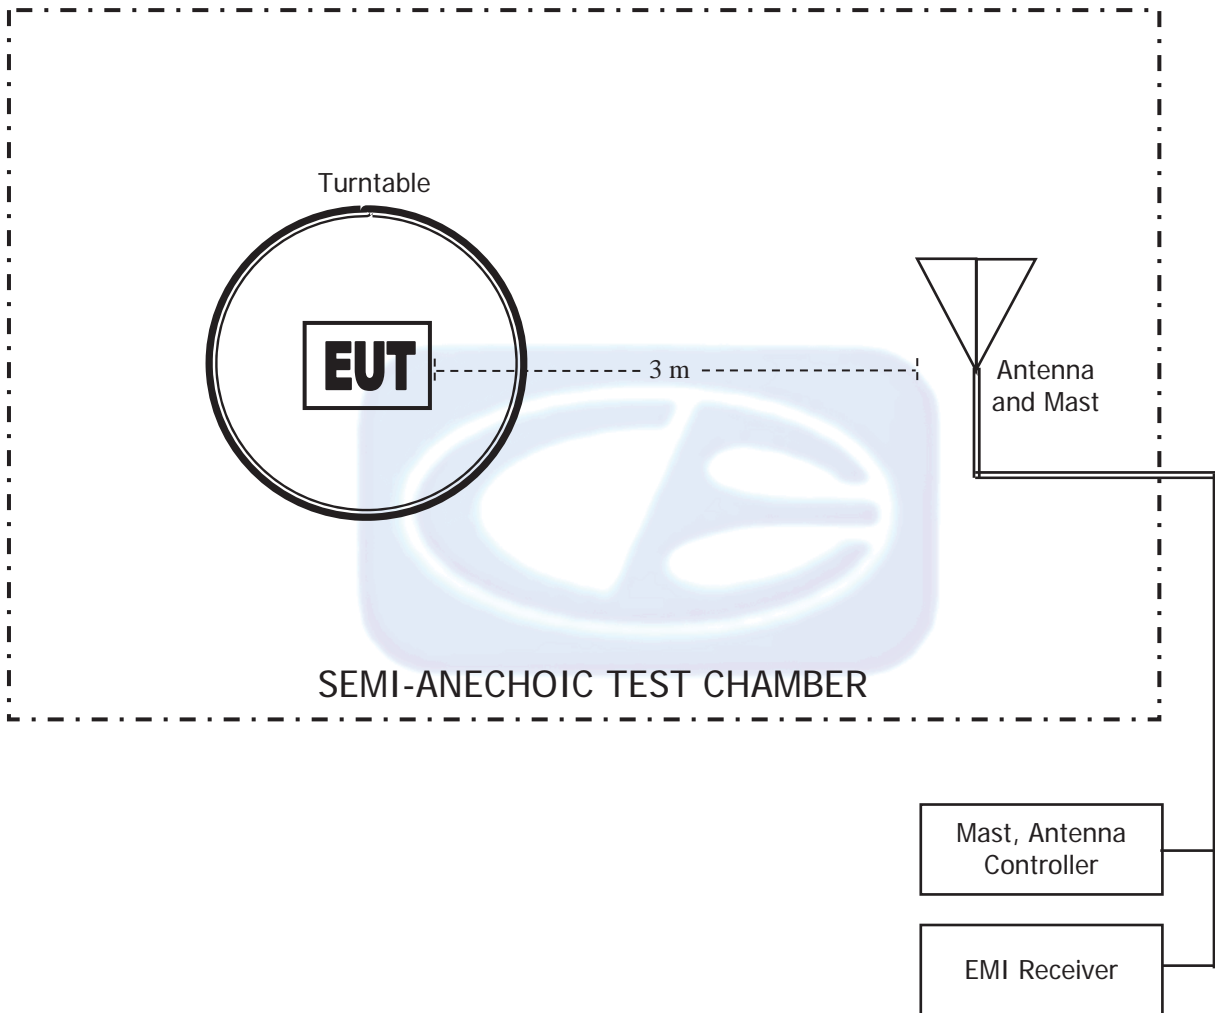 Turntable
EUT
3 m
Antenna
and Mast
SEMI-ANECHOIC TEST CHAMBER
Mast, Antenna
Controller
EMI Receiver